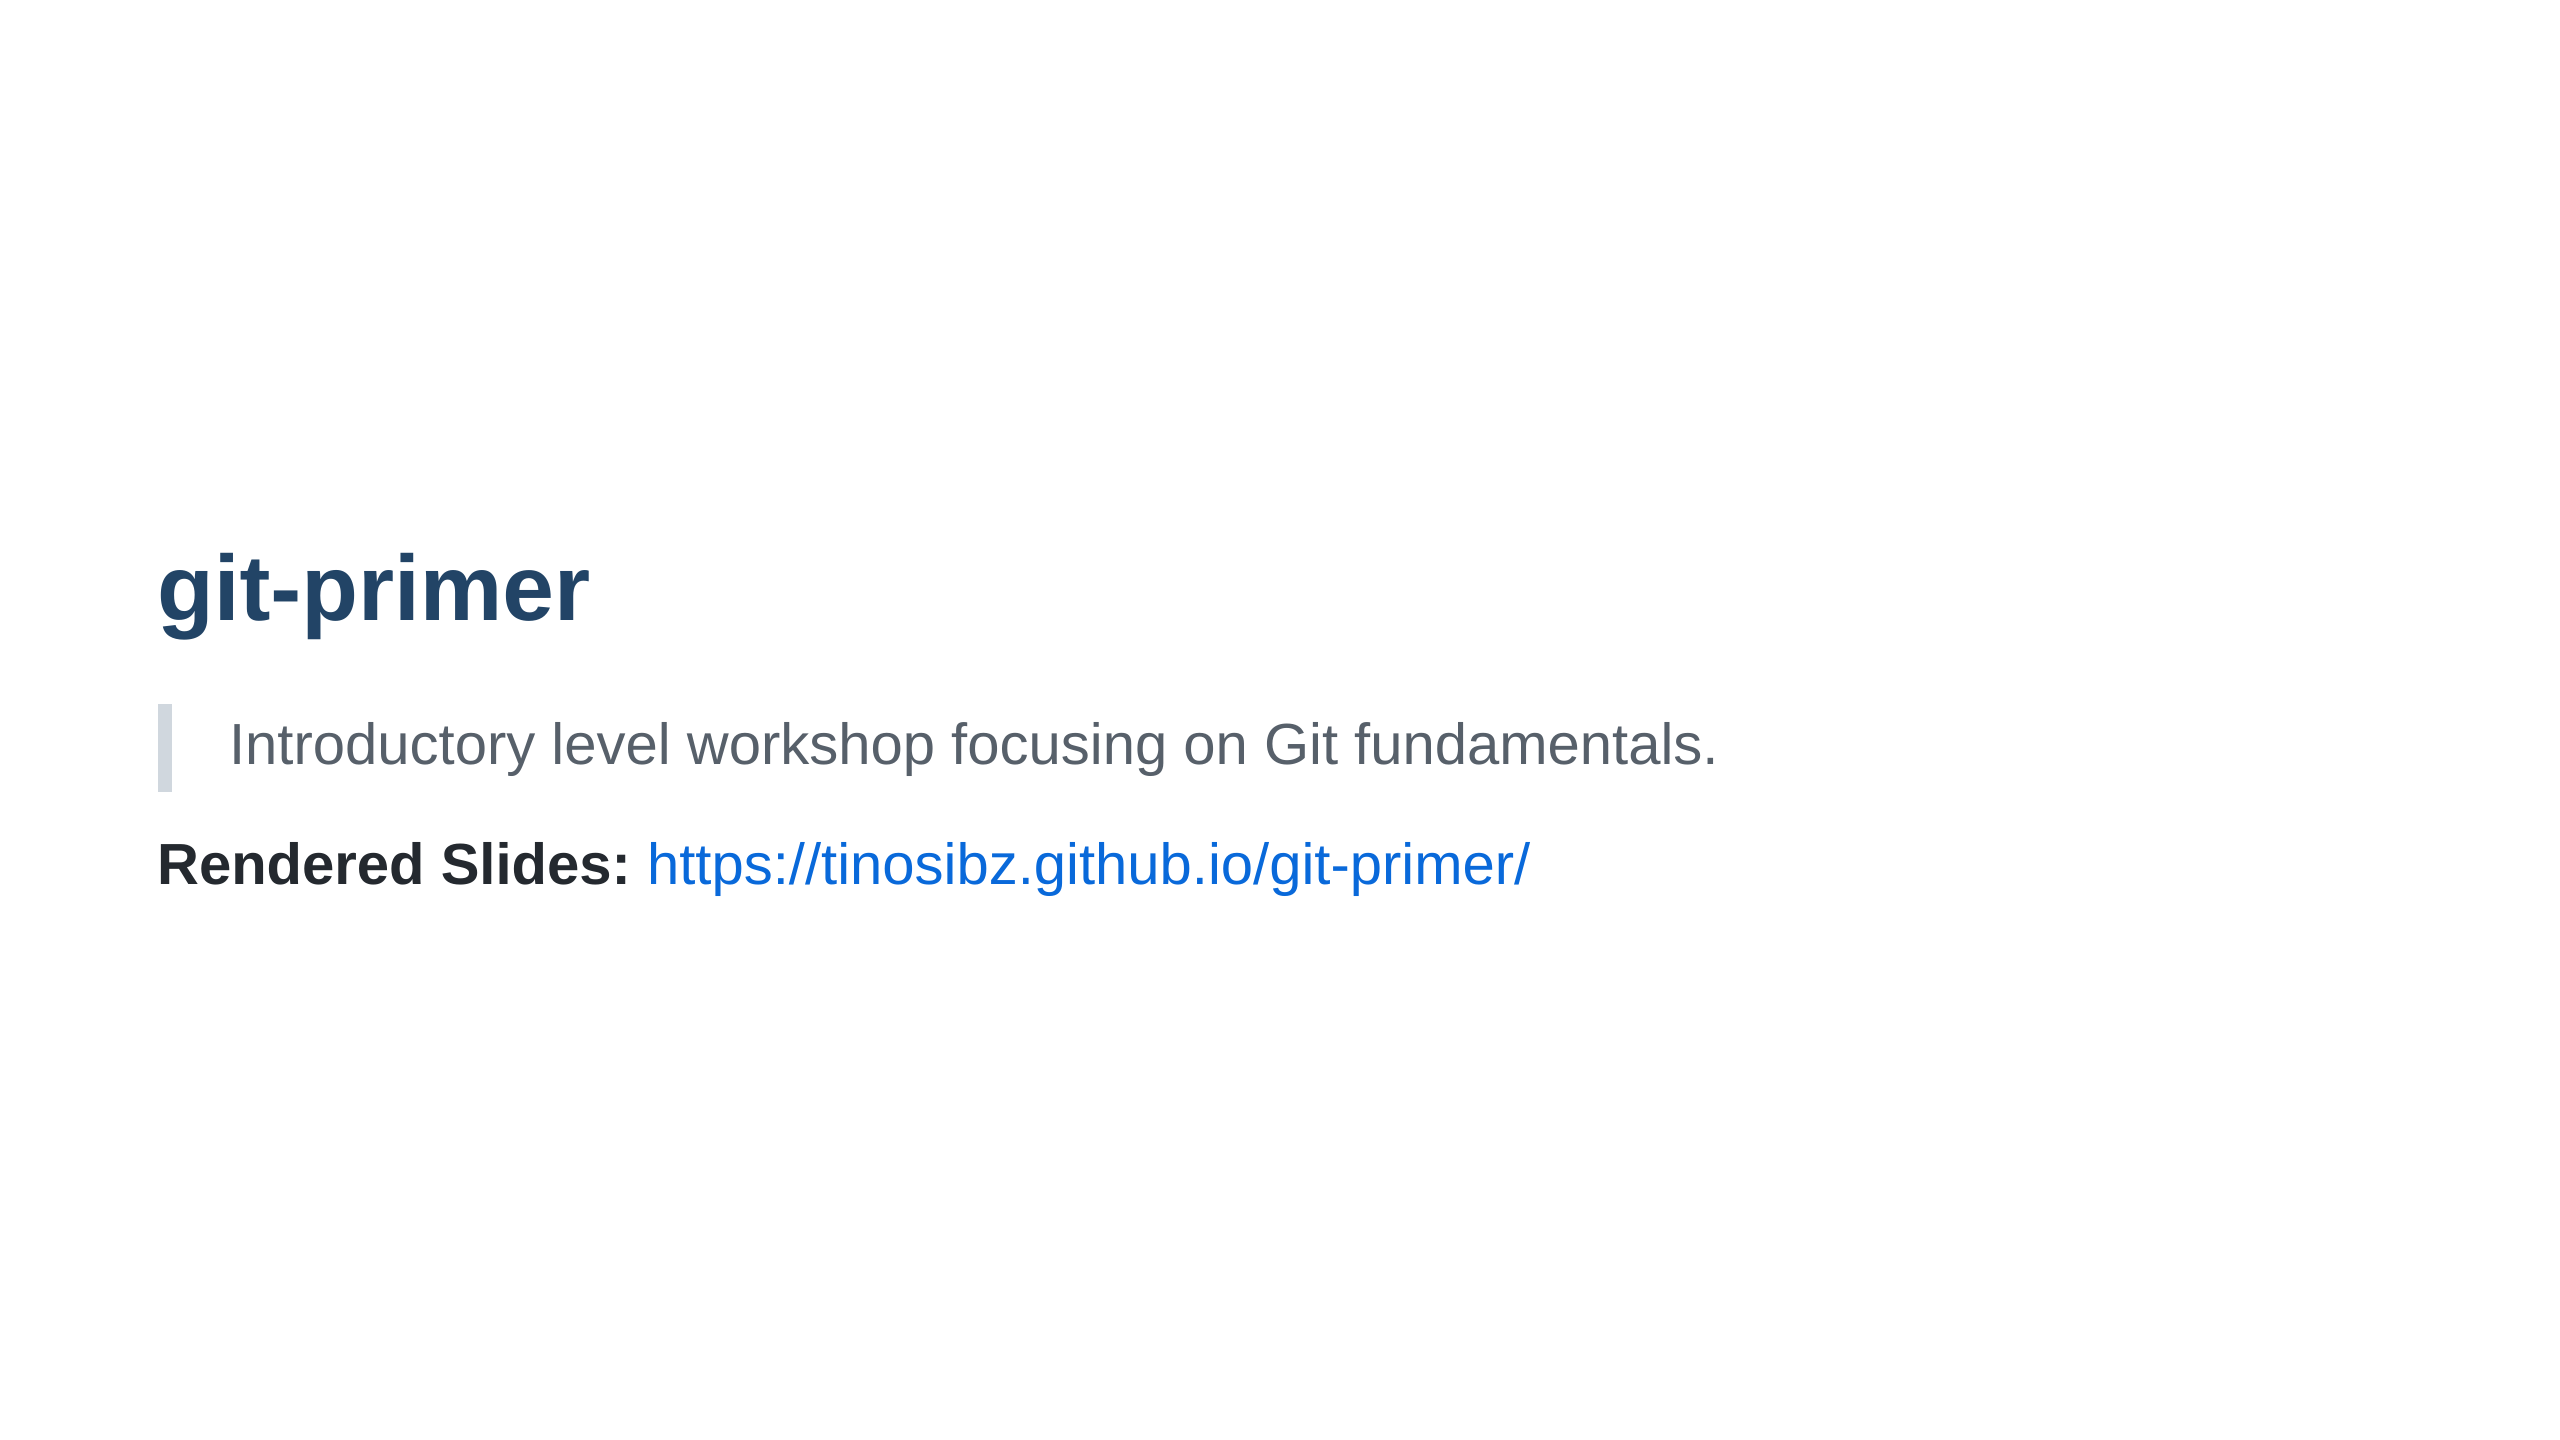 git-primer
Introductory level workshop focusing on Git fundamentals.
Rendered Slides: https://tinosibz.github.io/git-primer/